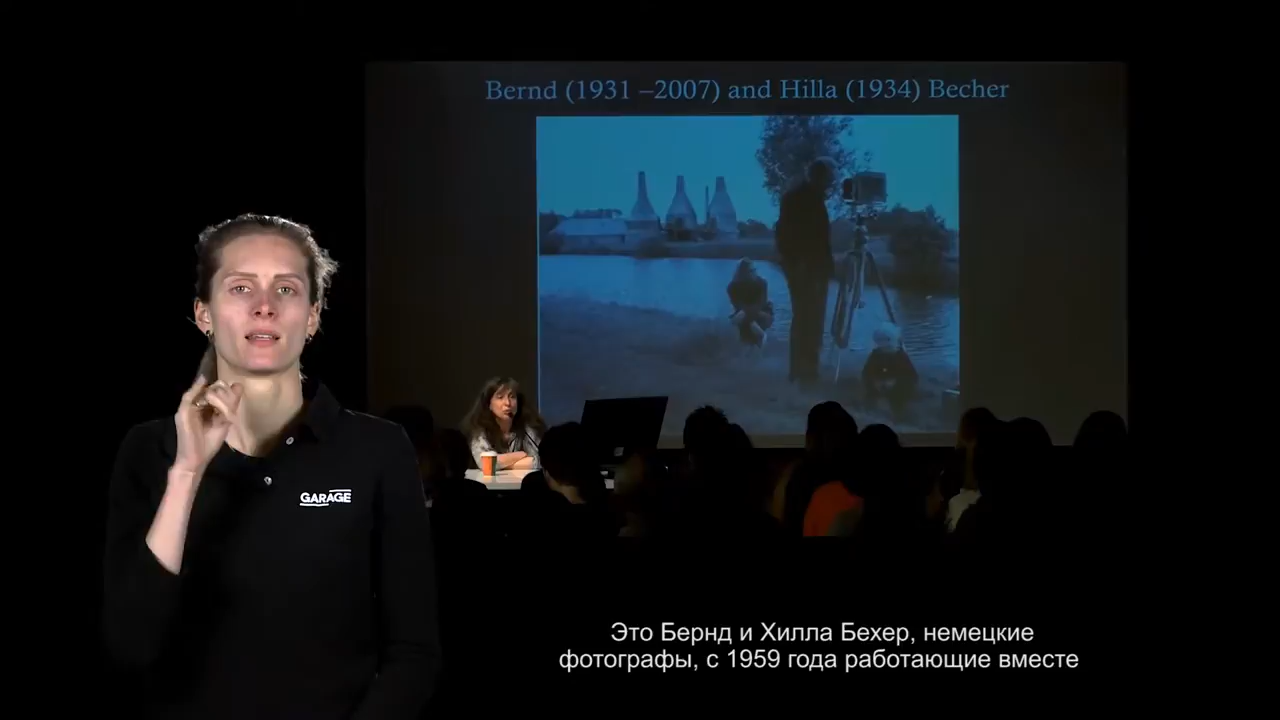 Bernd (1931 –2007) and Hilla (1934) Becher
GARAGE
Это Бернд и Хилла Бехер, немецкие
фотографы, с 1959 года работающие вместе